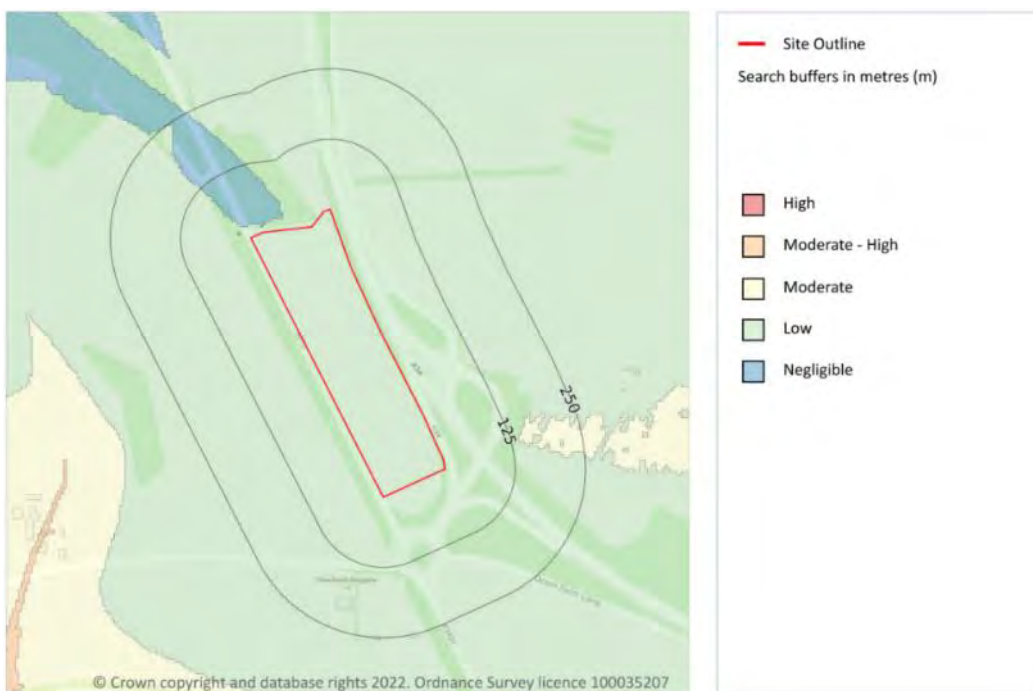 Site Outline
Search buffers in metres (m)
High
Moderate - High
Moderate
Low
Negligible
250
125
© Crown copyright and database rights 2022. Ordnance Survey licence 100035207